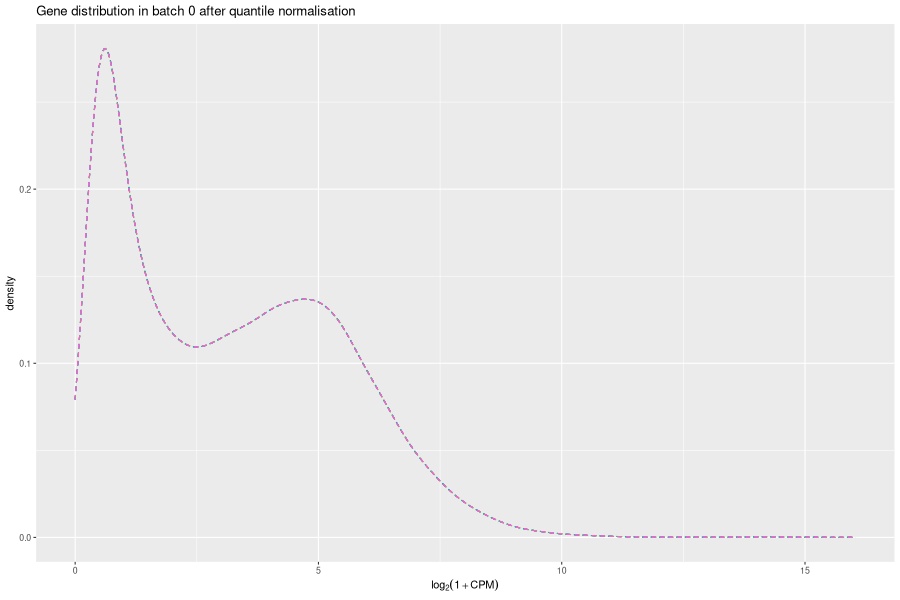 Gene distribution in batch 0 after quantile normalisation
density
0.2
0.1
0.0
0 5 10 15
log₂(1 + CPM)